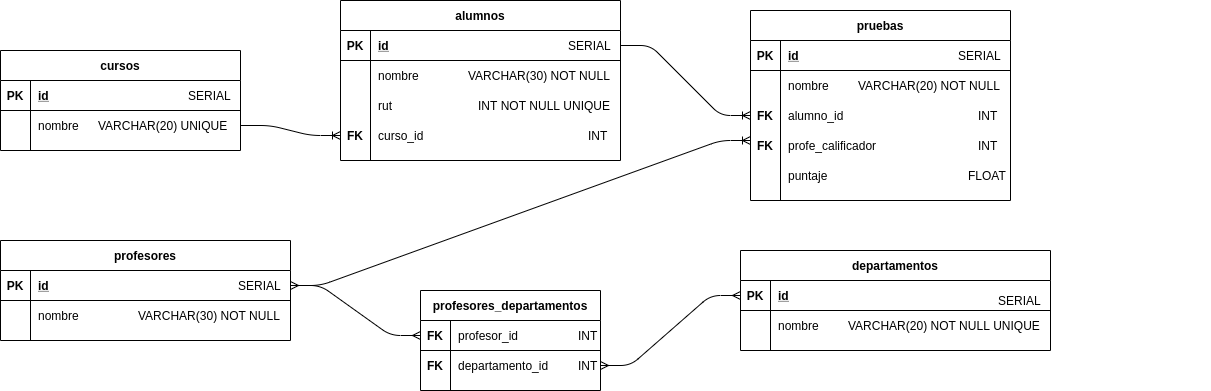 cursos
PK id SERIAL
nombre VARCHAR(20) UNIQUE
alumnos
PK id SERIAL
nombre VARCHAR(30) NOT NULL
rut INT NOT NULL UNIQUE
FK curso_id INT
pruebas
PK id SERIAL
nombre VARCHAR(20) NOT NULL
FK alumno_id INT
FK profe_calificador INT
puntaje FLOAT
profesores
PK id SERIAL
nombre VARCHAR(30) NOT NULL
profesores_departamentos
FK profesor_id INT
FK departamento_id INT
departamentos
PK id SERIAL
nombre VARCHAR(20) NOT NULL UNIQUE